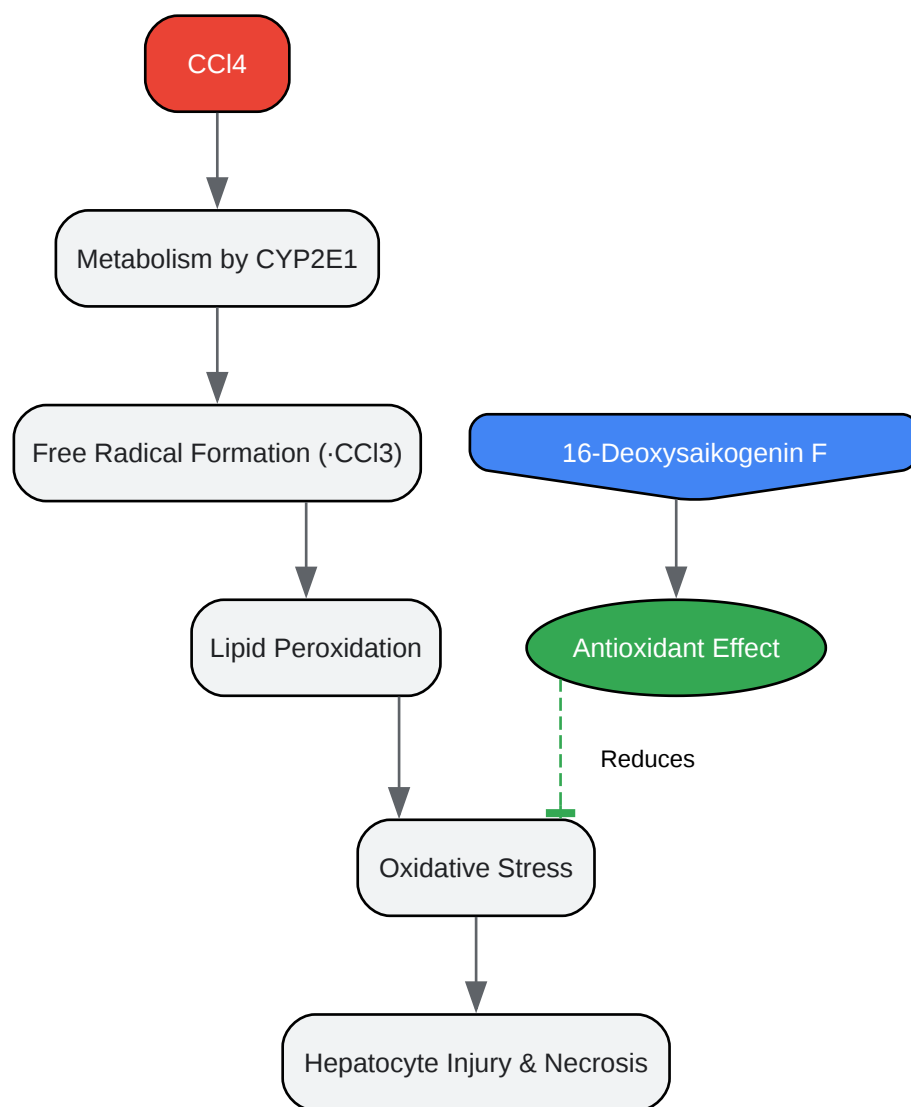 CCl4
Metabolism by CYP2E1
Free Radical Formation (·CCl3)
16-Deoxysaikogenin F
Lipid Peroxidation
Antioxidant Effect
Reduces
Oxidative Stress
Hepatocyte Injury & Necrosis